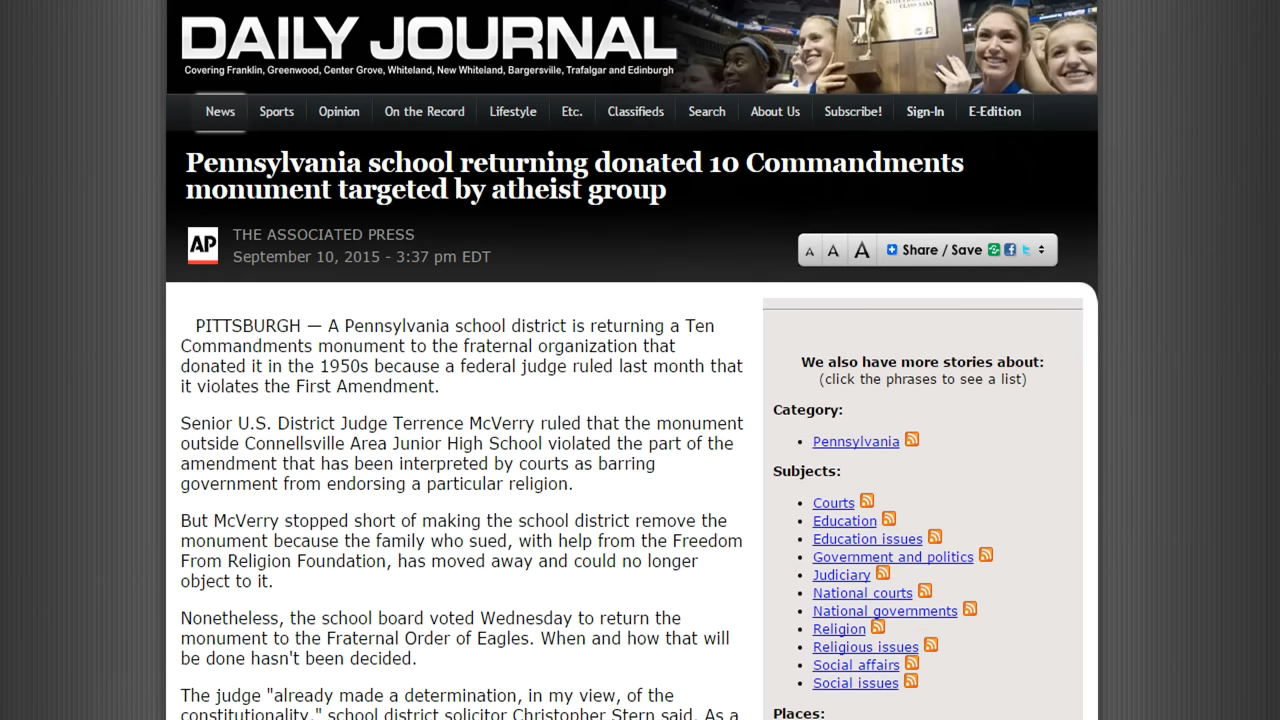 DAILY JOURNAL
Covering Franklin, Greenwood, Center Grove, Whiteland, New Whiteland, Bargersville, Trafalgar and Edinburgh
News Sports Opinion On the Record Lifestyle Etc. Classifieds Search About Us Subscribe! Sign-In E-Edition
Pennsylvania school returning donated 10 Commandments
monument targeted by atheist group
AP THE ASSOCIATED PRESS
September 10, 2015 - 3:37 pm EDT
A A A Share / Save
PITTSBURGH — A Pennsylvania school district is returning a Ten
Commandments monument to the fraternal organization that
donated it in the 1950s because a federal judge ruled last month that
it violates the First Amendment.
Senior U.S. District Judge Terrence McVerry ruled that the monument
outside Connellsville Area Junior High School violated the part of the
amendment that has been interpreted by courts as barring
government from endorsing a particular religion.
But McVerry stopped short of making the school district remove the
monument because the family who sued, with help from the Freedom
From Religion Foundation, has moved away and could no longer
object to it.
Nonetheless, the school board voted Wednesday to return the
monument to the Fraternal Order of Eagles. When and how that will
be done hasn't been decided.
The judge "already made a determination, in my view, of the
constitutionality," school district solicitor Christopher Stern said. As a
We also have more stories about:
(click the phrases to see a list)
Category:
• Pennsylvania
Subjects:
• Courts
• Education
• Education issues
• Government and politics
• Judiciary
• National courts
• National governments
• Religion
• Religious issues
• Social affairs
• Social issues
Places: